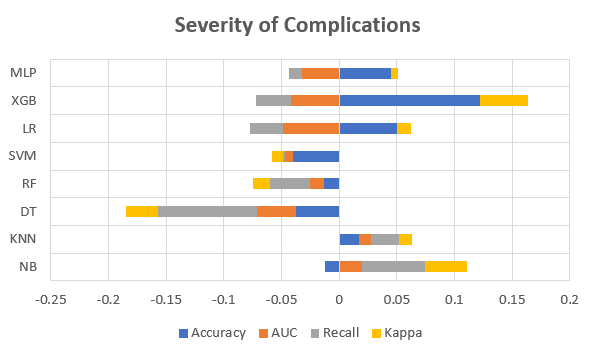 Severity of Complications
MLP
XGB
LR
SVM
RF
DT
KNN
NB
-0.25 -0.2 -0.15 -0.1 -0.05 0 0.05 0.1 0.15 0.2
Accuracy AUC Recall Kappa